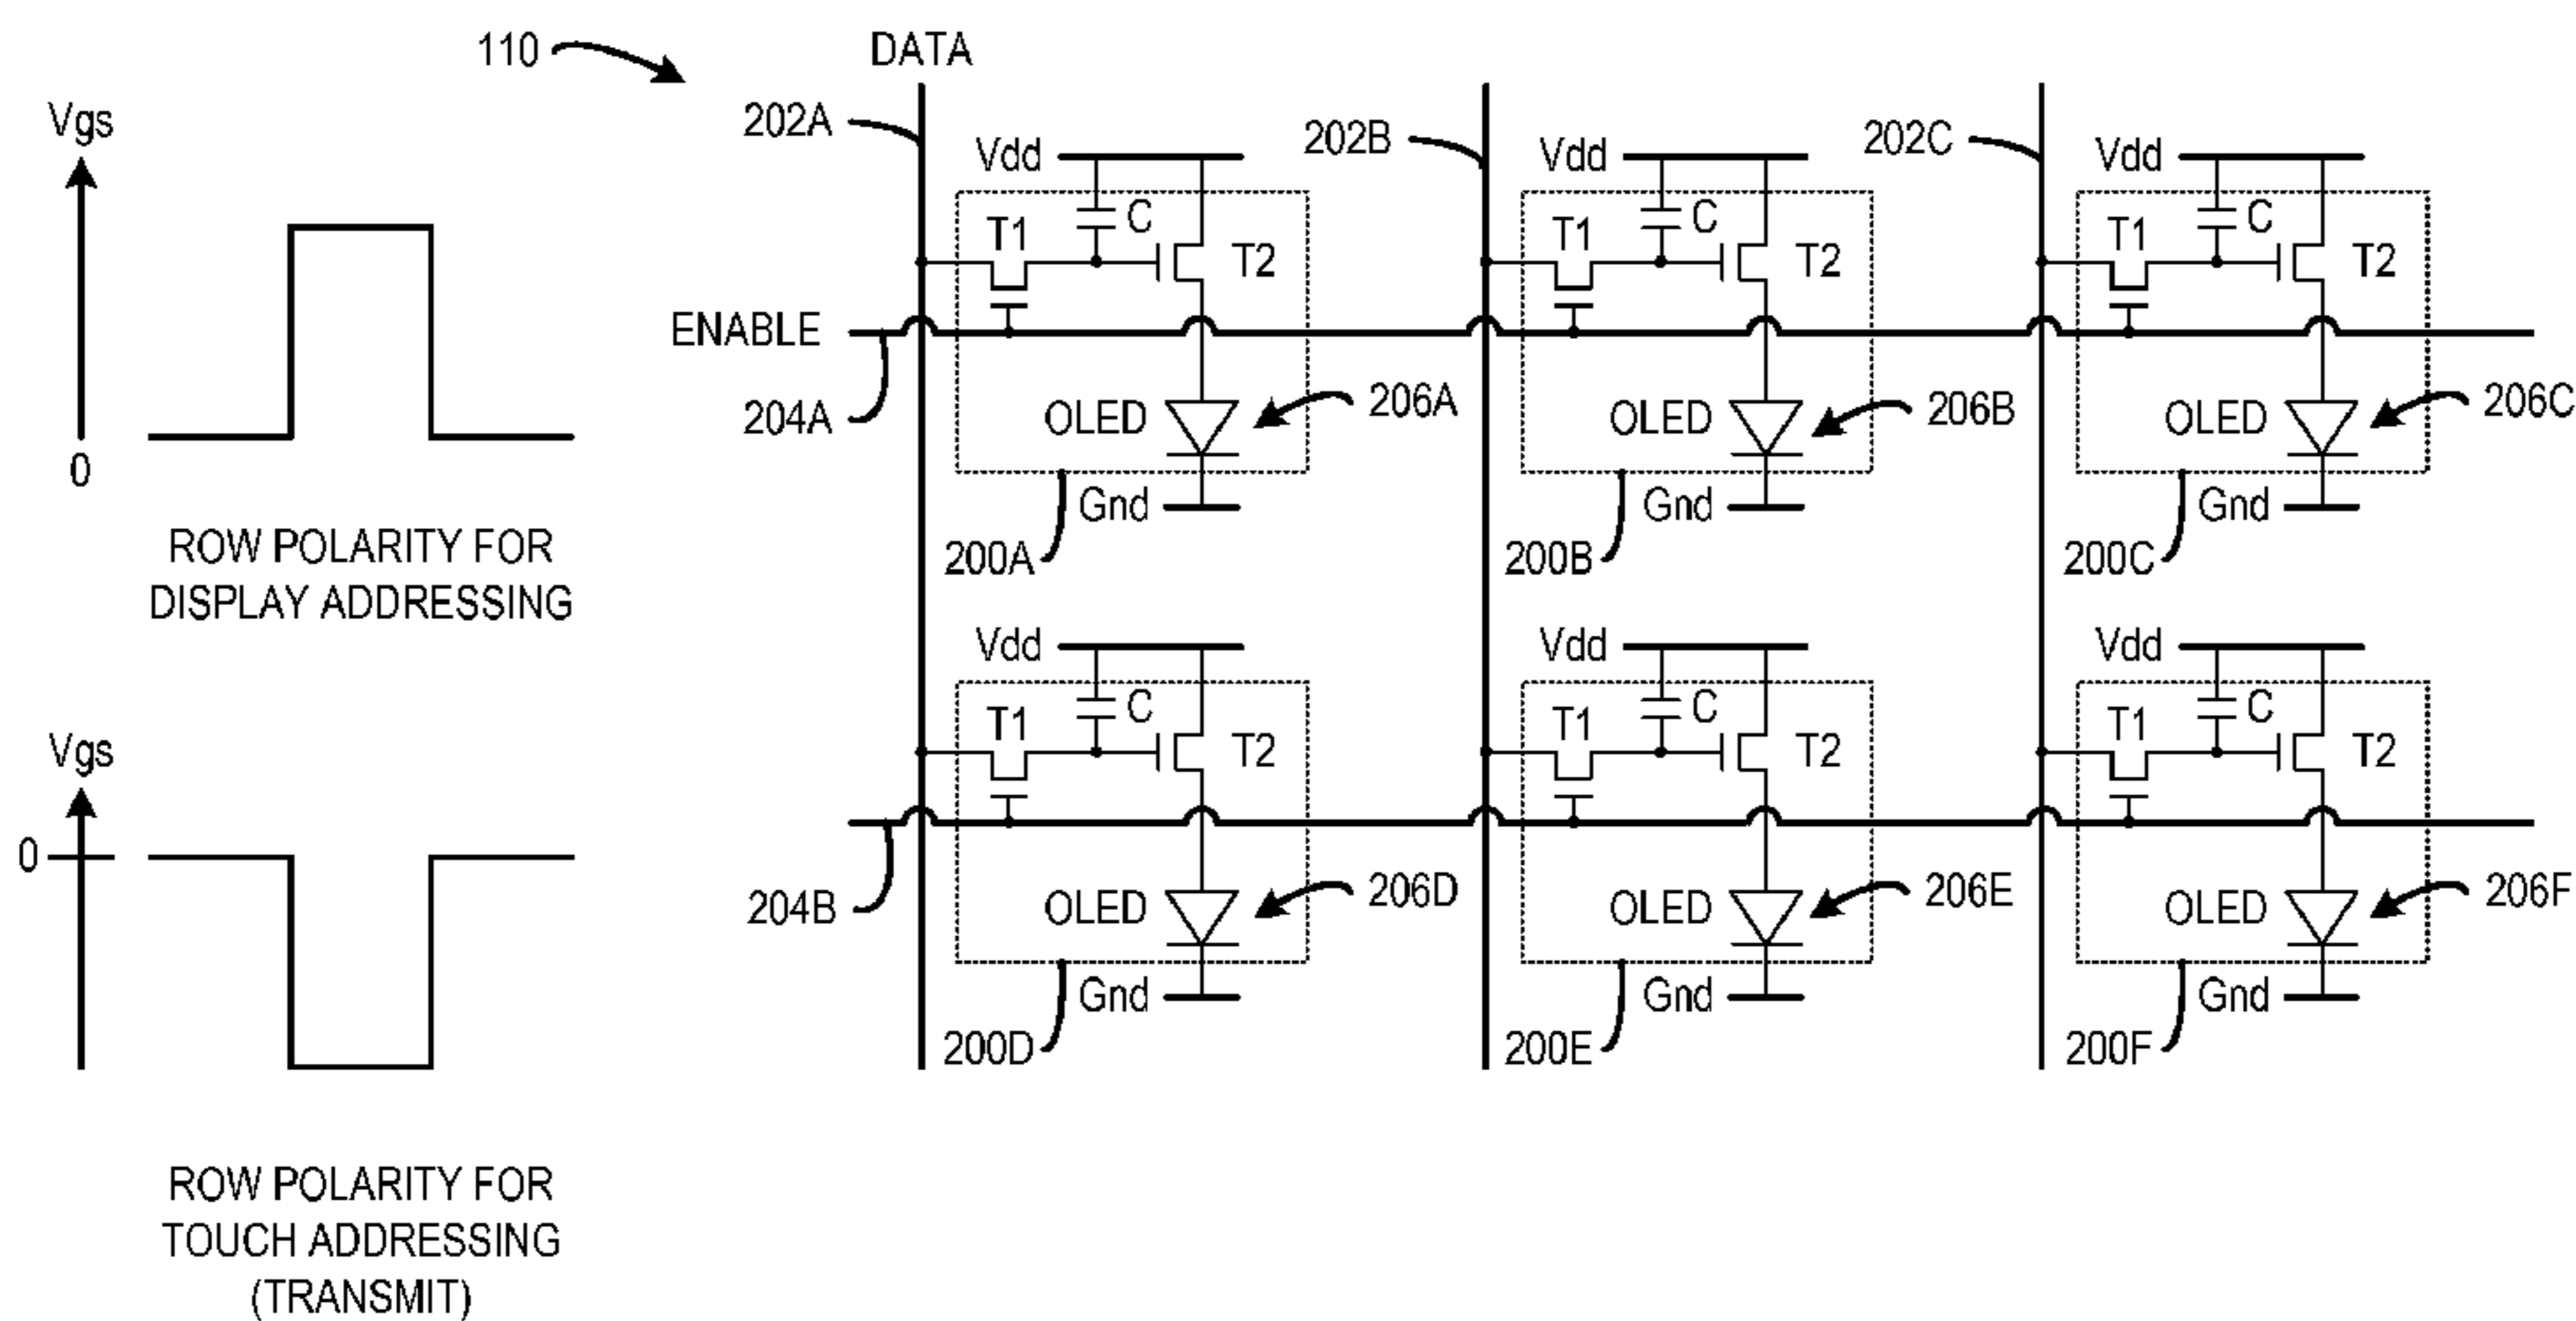 110
DATA
Vgs
202A
202B
202C
Vdd
Vdd
Vdd
C
C
C
T1
T1
T1
T2
T2
T2
ENABLE
204A
OLED
206A
OLED
206B
OLED
206C
0
Gnd
Gnd
Gnd
200A
200B
200C
ROW POLARITY FOR
DISPLAY ADDRESSING
Vdd
Vdd
Vdd
C
C
C
T1
T1
T1
T2
T2
T2
Vgs
0
204B
OLED
206D
OLED
206E
OLED
206F
Gnd
Gnd
Gnd
200D
200E
200F
ROW POLARITY FOR
TOUCH ADDRESSING
(TRANSMIT)